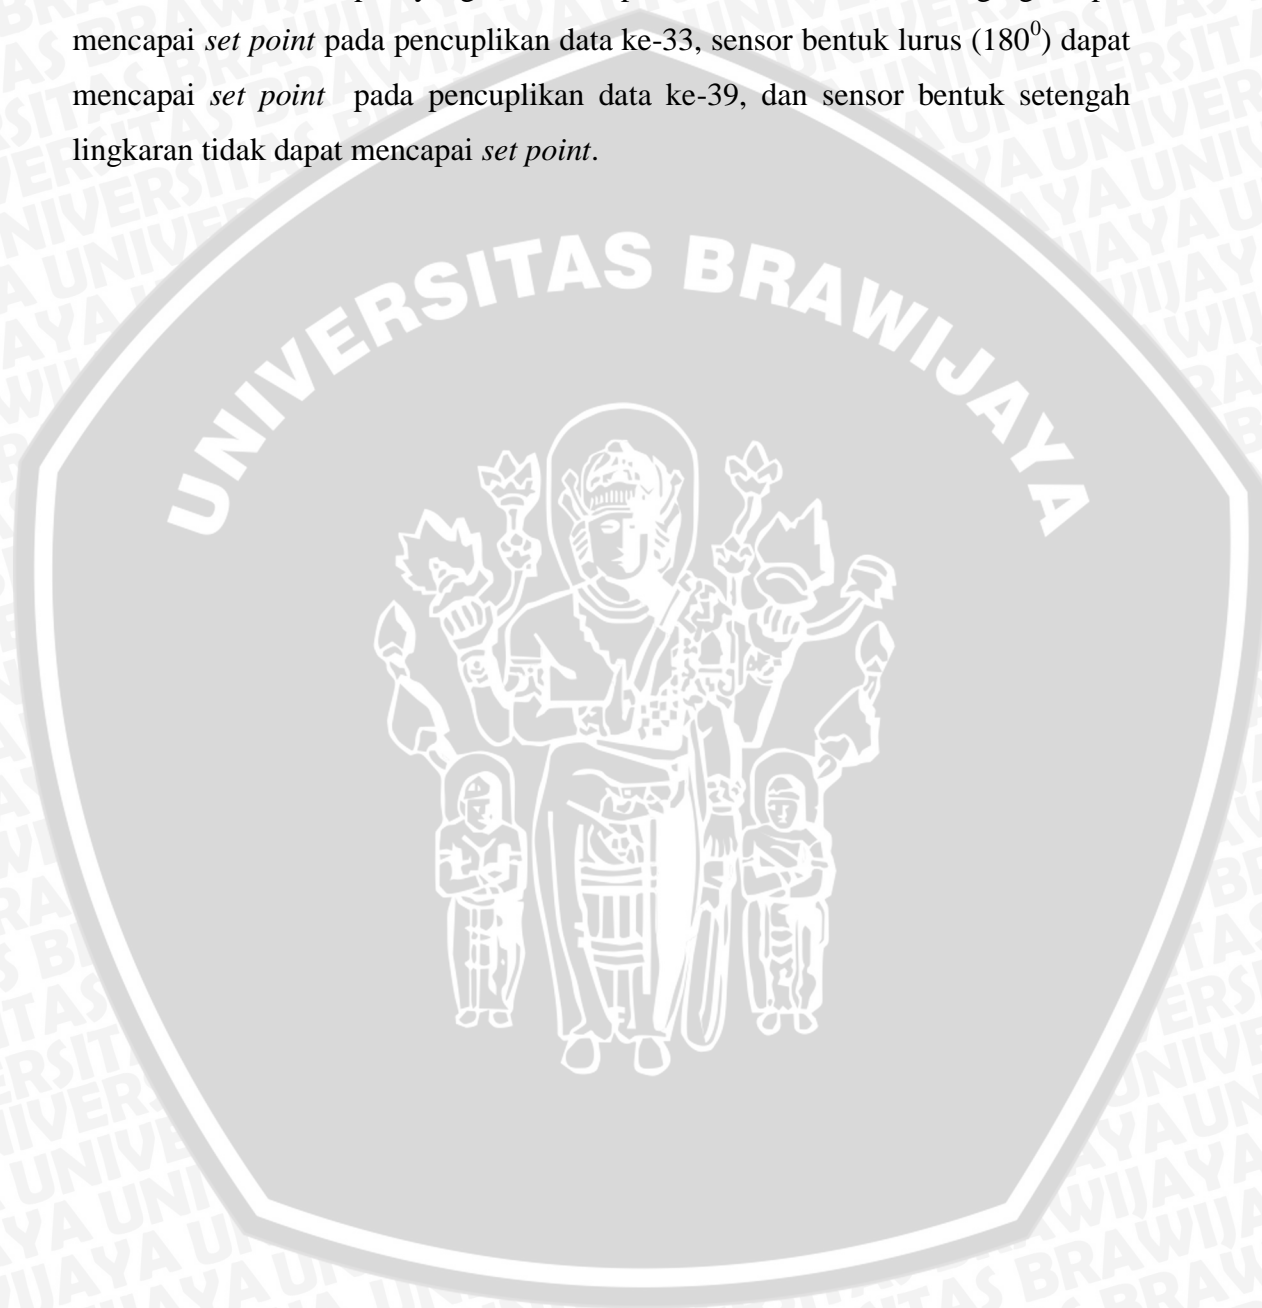 mencapai set point pada pencuplikan data ke-33, sensor bentuk lurus (180⁰) dapat
mencapai set point pada pencuplikan data ke-39, dan sensor bentuk setengah
lingkaran tidak dapat mencapai set point.
UNIVERSITAS BRAWIJAYA